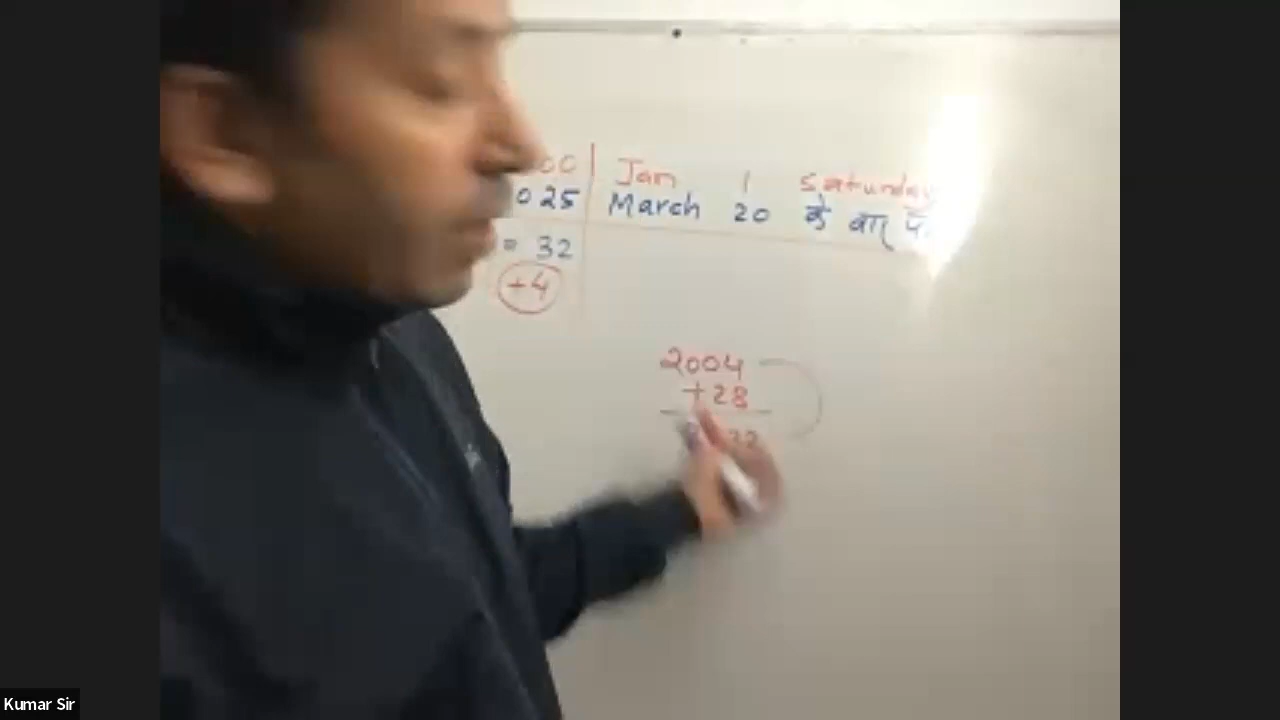 00 | Jan 1 Saturday
025 March 20 के बार
= 32
+4
2004
+28
32
Kumar Sir